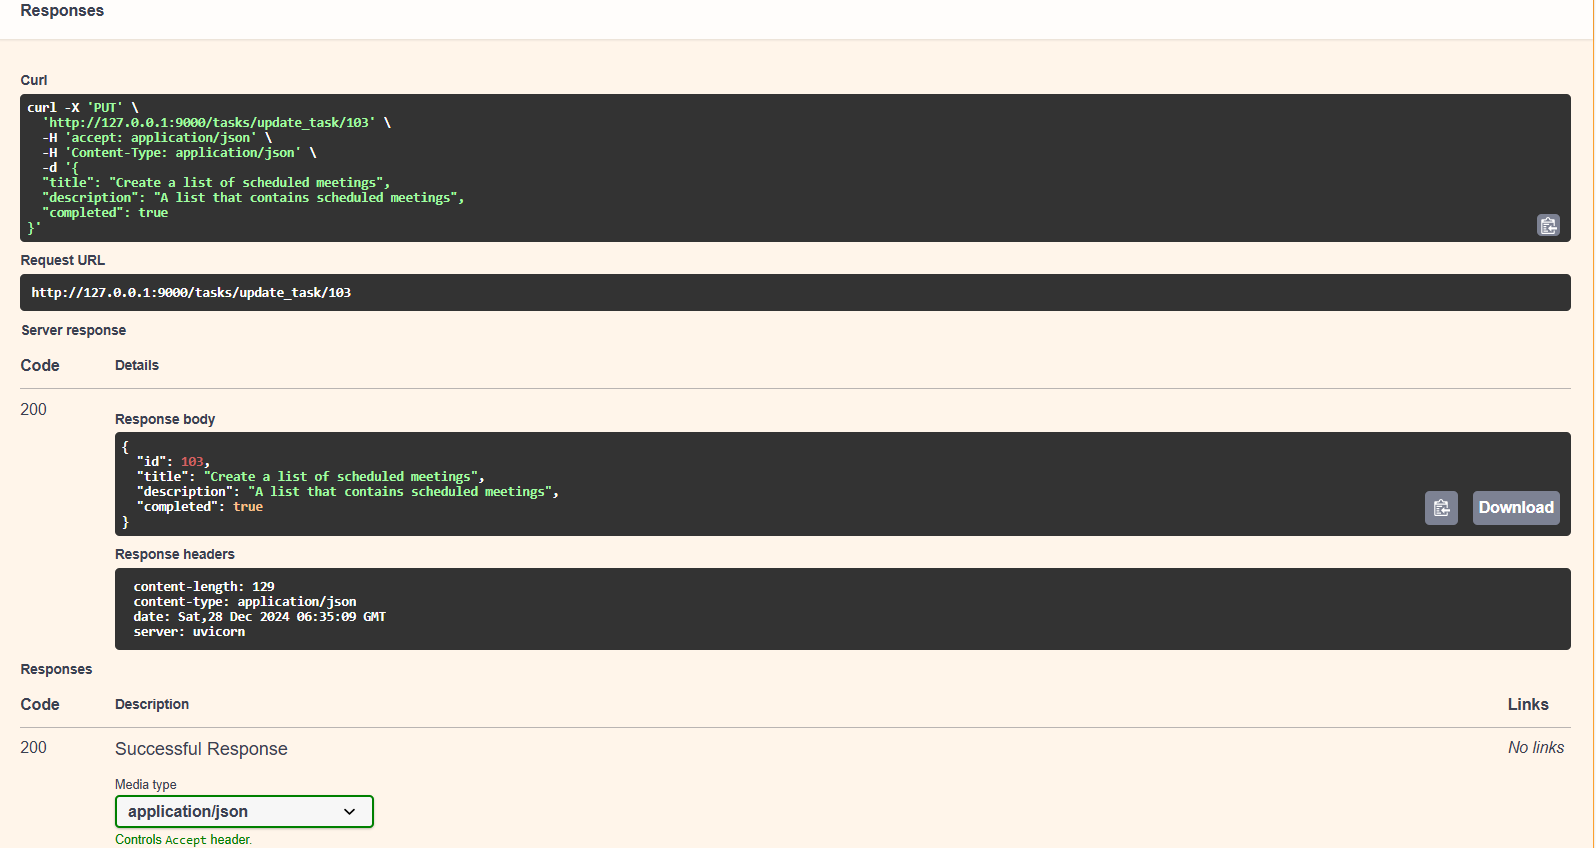 Responses
Curl
curl -X 'PUT' \
  'http://127.0.0.1:9000/tasks/update_task/103' \
  -H 'accept: application/json' \
  -H 'Content-Type: application/json' \
  -d '{
  "title": "Create a list of scheduled meetings",
  "description": "A list that contains scheduled meetings",
  "completed": true
}'
Request URL
http://127.0.0.1:9000/tasks/update_task/103
Server response
Code Details
200
Response body
{
  "id": 103,
  "title": "Create a list of scheduled meetings",
  "description": "A list that contains scheduled meetings",
  "completed": true
}
Download
Response headers
content-length: 129
content-type: application/json
date: Sat,28 Dec 2024 06:35:09 GMT
server: uvicorn
Responses
Code Description Links
200 Successful Response No links
Media type
application/json
Controls Accept header.